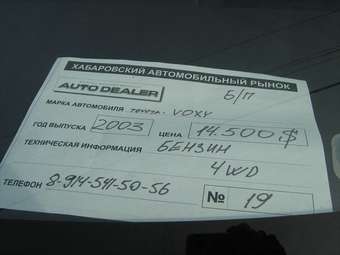 ХАБАРОВСКИЙ АВТОМОБИЛЬНЫЙ РЫНОК
AUTO DEALER Б/П
МАРКА АВТОМОБИЛЯ TOYOTA- VOXY
ГОД ВЫПУСКА 2003 ЦЕНА 14.500 $
ТЕХНИЧЕСКАЯ ИНФОРМАЦИЯ БЕНЗИН
4WD
ТЕЛЕФОН 8-914-541-50-56 № 19